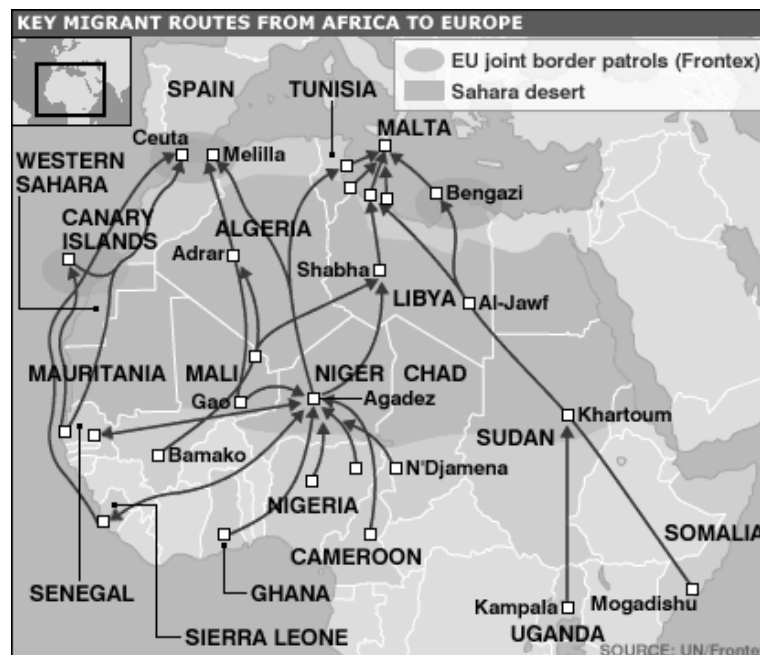 KEY MIGRANT ROUTES FROM AFRICA TO EUROPE
EU joint border patrols (Frontex)
Sahara desert
SPAIN
TUNISIA
MALTA
Ceuta
Melilla
WESTERN
SAHARA
Bengazi
CANARY
ISLANDS
ALGERIA
Adrar
Shabha
LIBYA
Al-Jawf
MAURITANIA
MALI
NIGER
CHAD
Gao
Agadez
Khartoum
SUDAN
Bamako
N'Djamena
NIGERIA
SOMALIA
CAMEROON
SENEGAL
GHANA
Kampala
Mogadishu
UGANDA
SIERRA LEONE
SOURCE: UN/Frontex